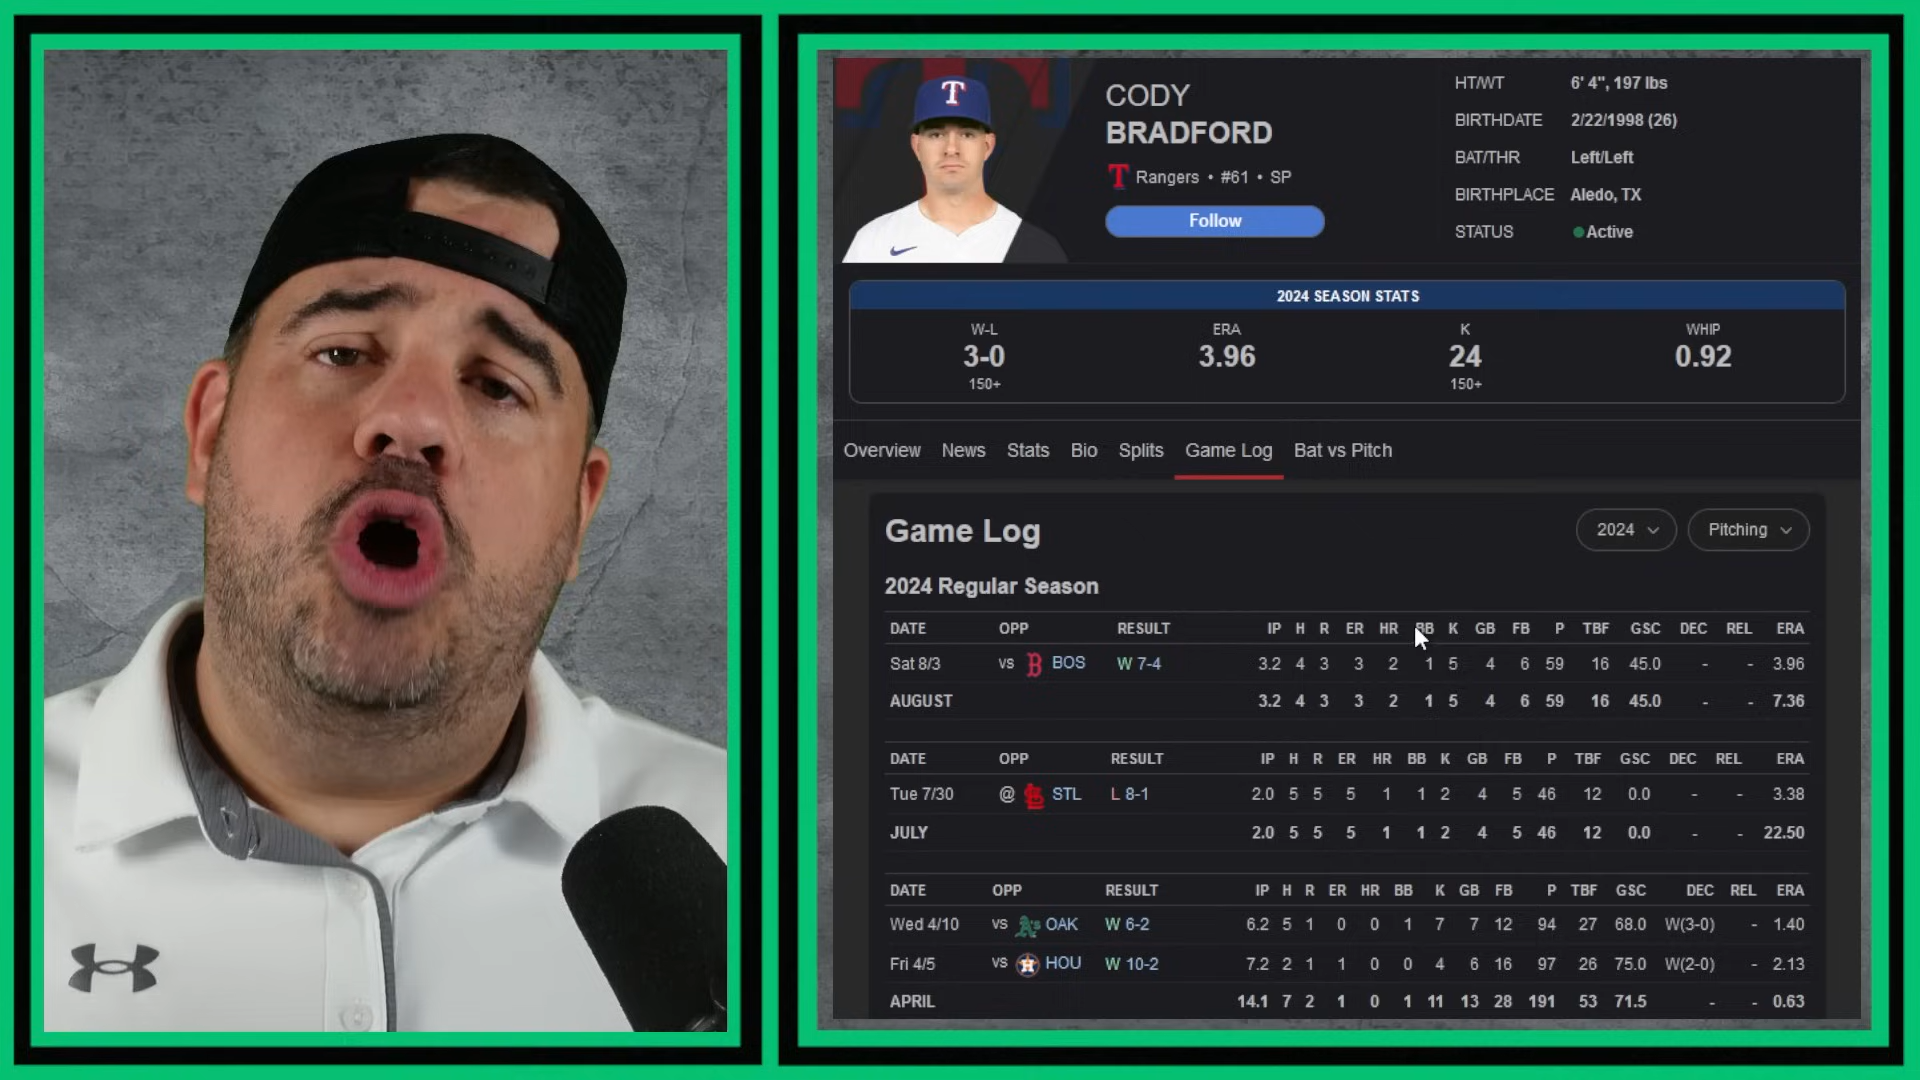 T
CODY
BRADFORD
Rangers • #61 • SP
Follow
HT/WT 6' 4", 197 lbs
BIRTHDATE 2/22/1998 (26)
BAT/THR Left/Left
BIRTHPLACE Aledo, TX
STATUS Active
2024 SEASON STATS
W-L ERA K WHIP
3-0 3.96 24 0.92
150+ 150+
Overview News Stats Bio Splits Game Log Bat vs Pitch
Game Log 2024 Pitching
2024 Regular Season
DATE OPP RESULT IP H R ER HR BB K GB FB P TBF GSC DEC REL ERA
Sat 8/3 vs B BOS W 7-4 3.2 4 3 3 2 1 5 4 6 59 16 45.0 - - 3.96
AUGUST 3.2 4 3 3 2 1 5 4 6 59 16 45.0 - - 7.36
DATE OPP RESULT IP H R ER HR BB K GB FB P TBF GSC DEC REL ERA
Tue 7/30 @ STL L 8-1 2.0 5 5 5 1 1 2 4 5 46 12 0.0 - - 3.38
JULY 2.0 5 5 5 1 1 2 4 5 46 12 0.0 - - 22.50
DATE OPP RESULT IP H R ER HR BB K GB FB P TBF GSC DEC REL ERA
Wed 4/10 vs A's OAK W 6-2 6.2 5 1 0 0 1 7 7 12 94 27 68.0 W(3-0) - 1.40
Fri 4/5 vs H HOU W 10-2 7.2 2 1 1 0 0 4 6 16 97 26 75.0 W(2-0) - 2.13
APRIL 14.1 7 2 1 0 1 11 13 28 191 53 71.5 - - 0.63